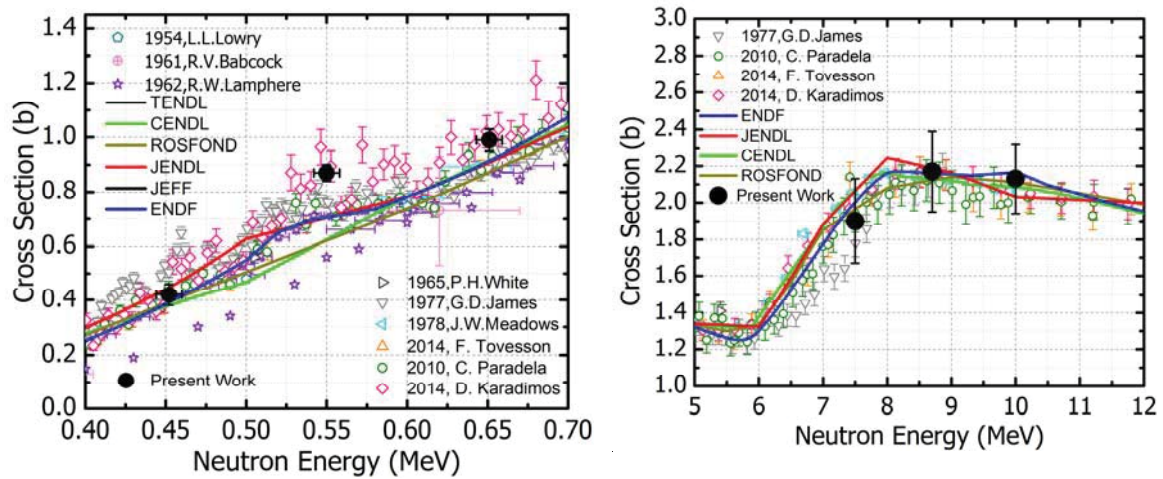 1.4
1.2
1.0
0.8
0.6
0.4
0.2
0.0
Cross Section (b)
1954,L.L.Lowry
1961,R.V.Babcock
1962,R.W.Lamphere
TENDL
CENDL
ROSFOND
JENDL
JEFF
ENDF
Present Work
1965,P.H.White
1977,G.D.James
1978,J.W.Meadows
2014, F. Tovesson
2010, C. Paradela
2014, D. Karadimos
0.40 0.45 0.50 0.55 0.60 0.65 0.70
Neutron Energy (MeV)
3.0
2.8
2.6
2.4
2.2
2.0
1.8
1.6
1.4
1.2
1.0
Cross Section (b)
1977,G.D.James
2010, C. Paradela
2014, F. Tovesson
2014, D. Karadimos
ENDF
JENDL
CENDL
ROSFOND
Present Work
5 6 7 8 9 10 11 12
Neutron Energy (MeV)